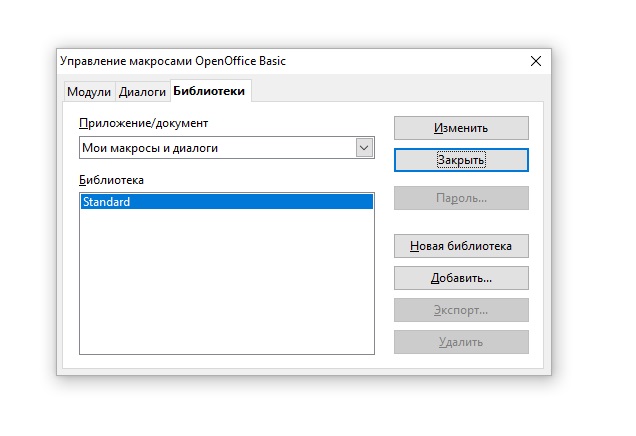 Управление макросами OpenOffice Basic
Модули Диалоги Библиотеки
Приложение/документ
Мои макросы и диалоги
Библиотека
Standard
Изменить
Закрыть
Пароль...
Новая библиотека
Добавить...
Экспорт...
Удалить